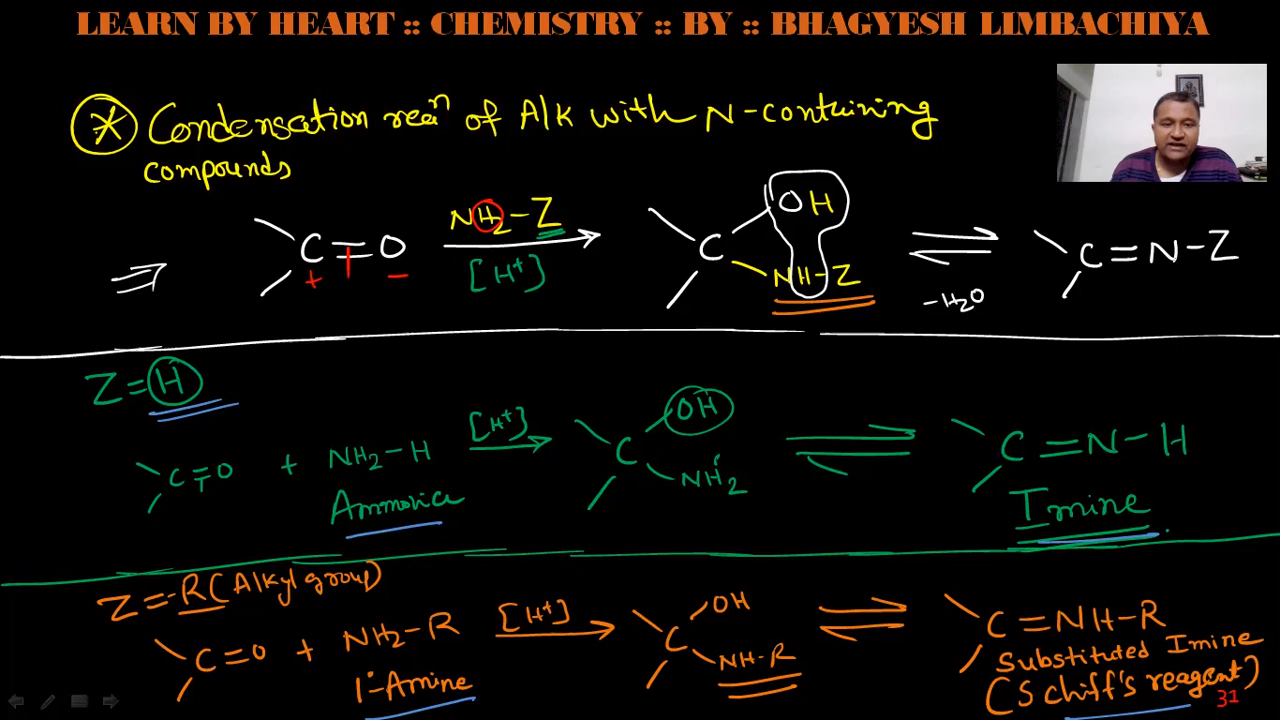 LEARN BY HEART :: CHEMISTRY :: BY :: BHAGYESH LIMBACHIYA
* Condensation reaⁿ of Alk with N-containing
compounds
⇒ C=O NH₂-Z [H⁺] → C OH NH-Z ⇌ -H₂O C=N-Z
+ -
Z=H
C=O + NH₂-H [H⁺] → C OH NH₂ ⇌ C=N-H
Ammonia Imine
Z=-R(Alkyl group)
C=O + NH₂-R [H⁺] → C OH NH-R ⇌ C=NH-R
1°-Amine Substituted Imine
(Schiff's reagent)
31